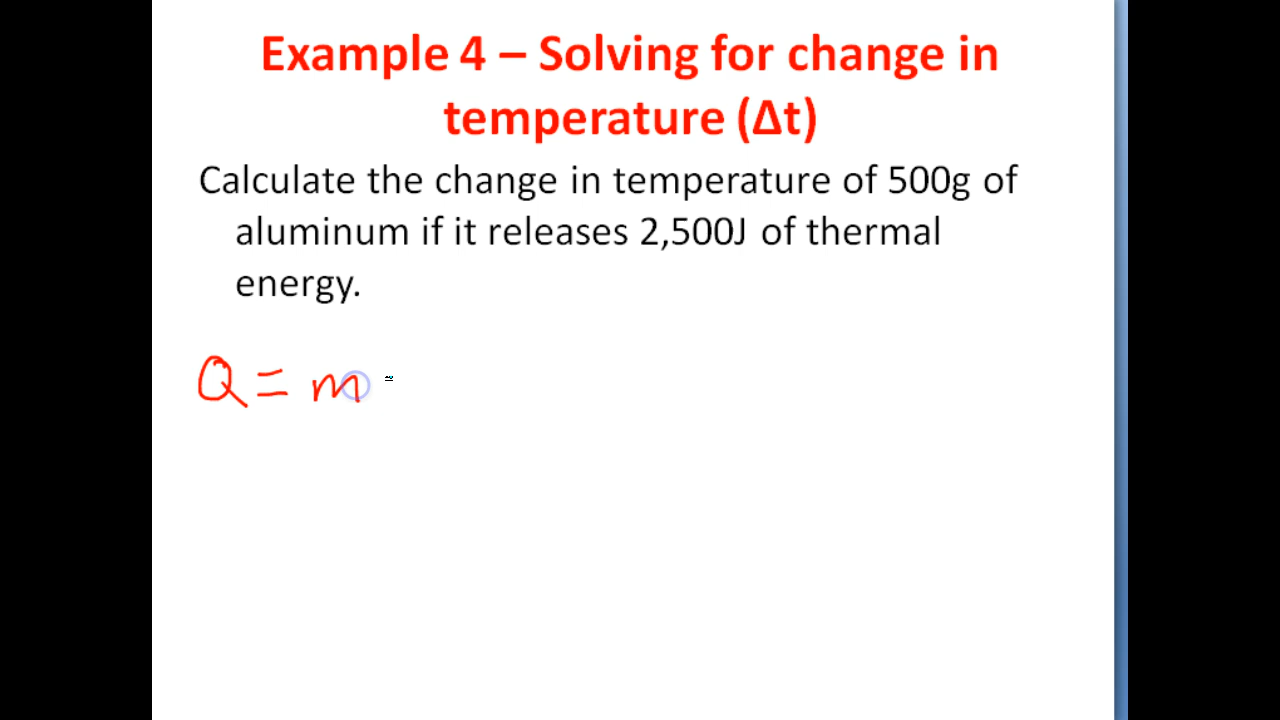 Example 4 – Solving for change in
temperature (Δt)
Calculate the change in temperature of 500g of
aluminum if it releases 2,500J of thermal
energy.
Q = m